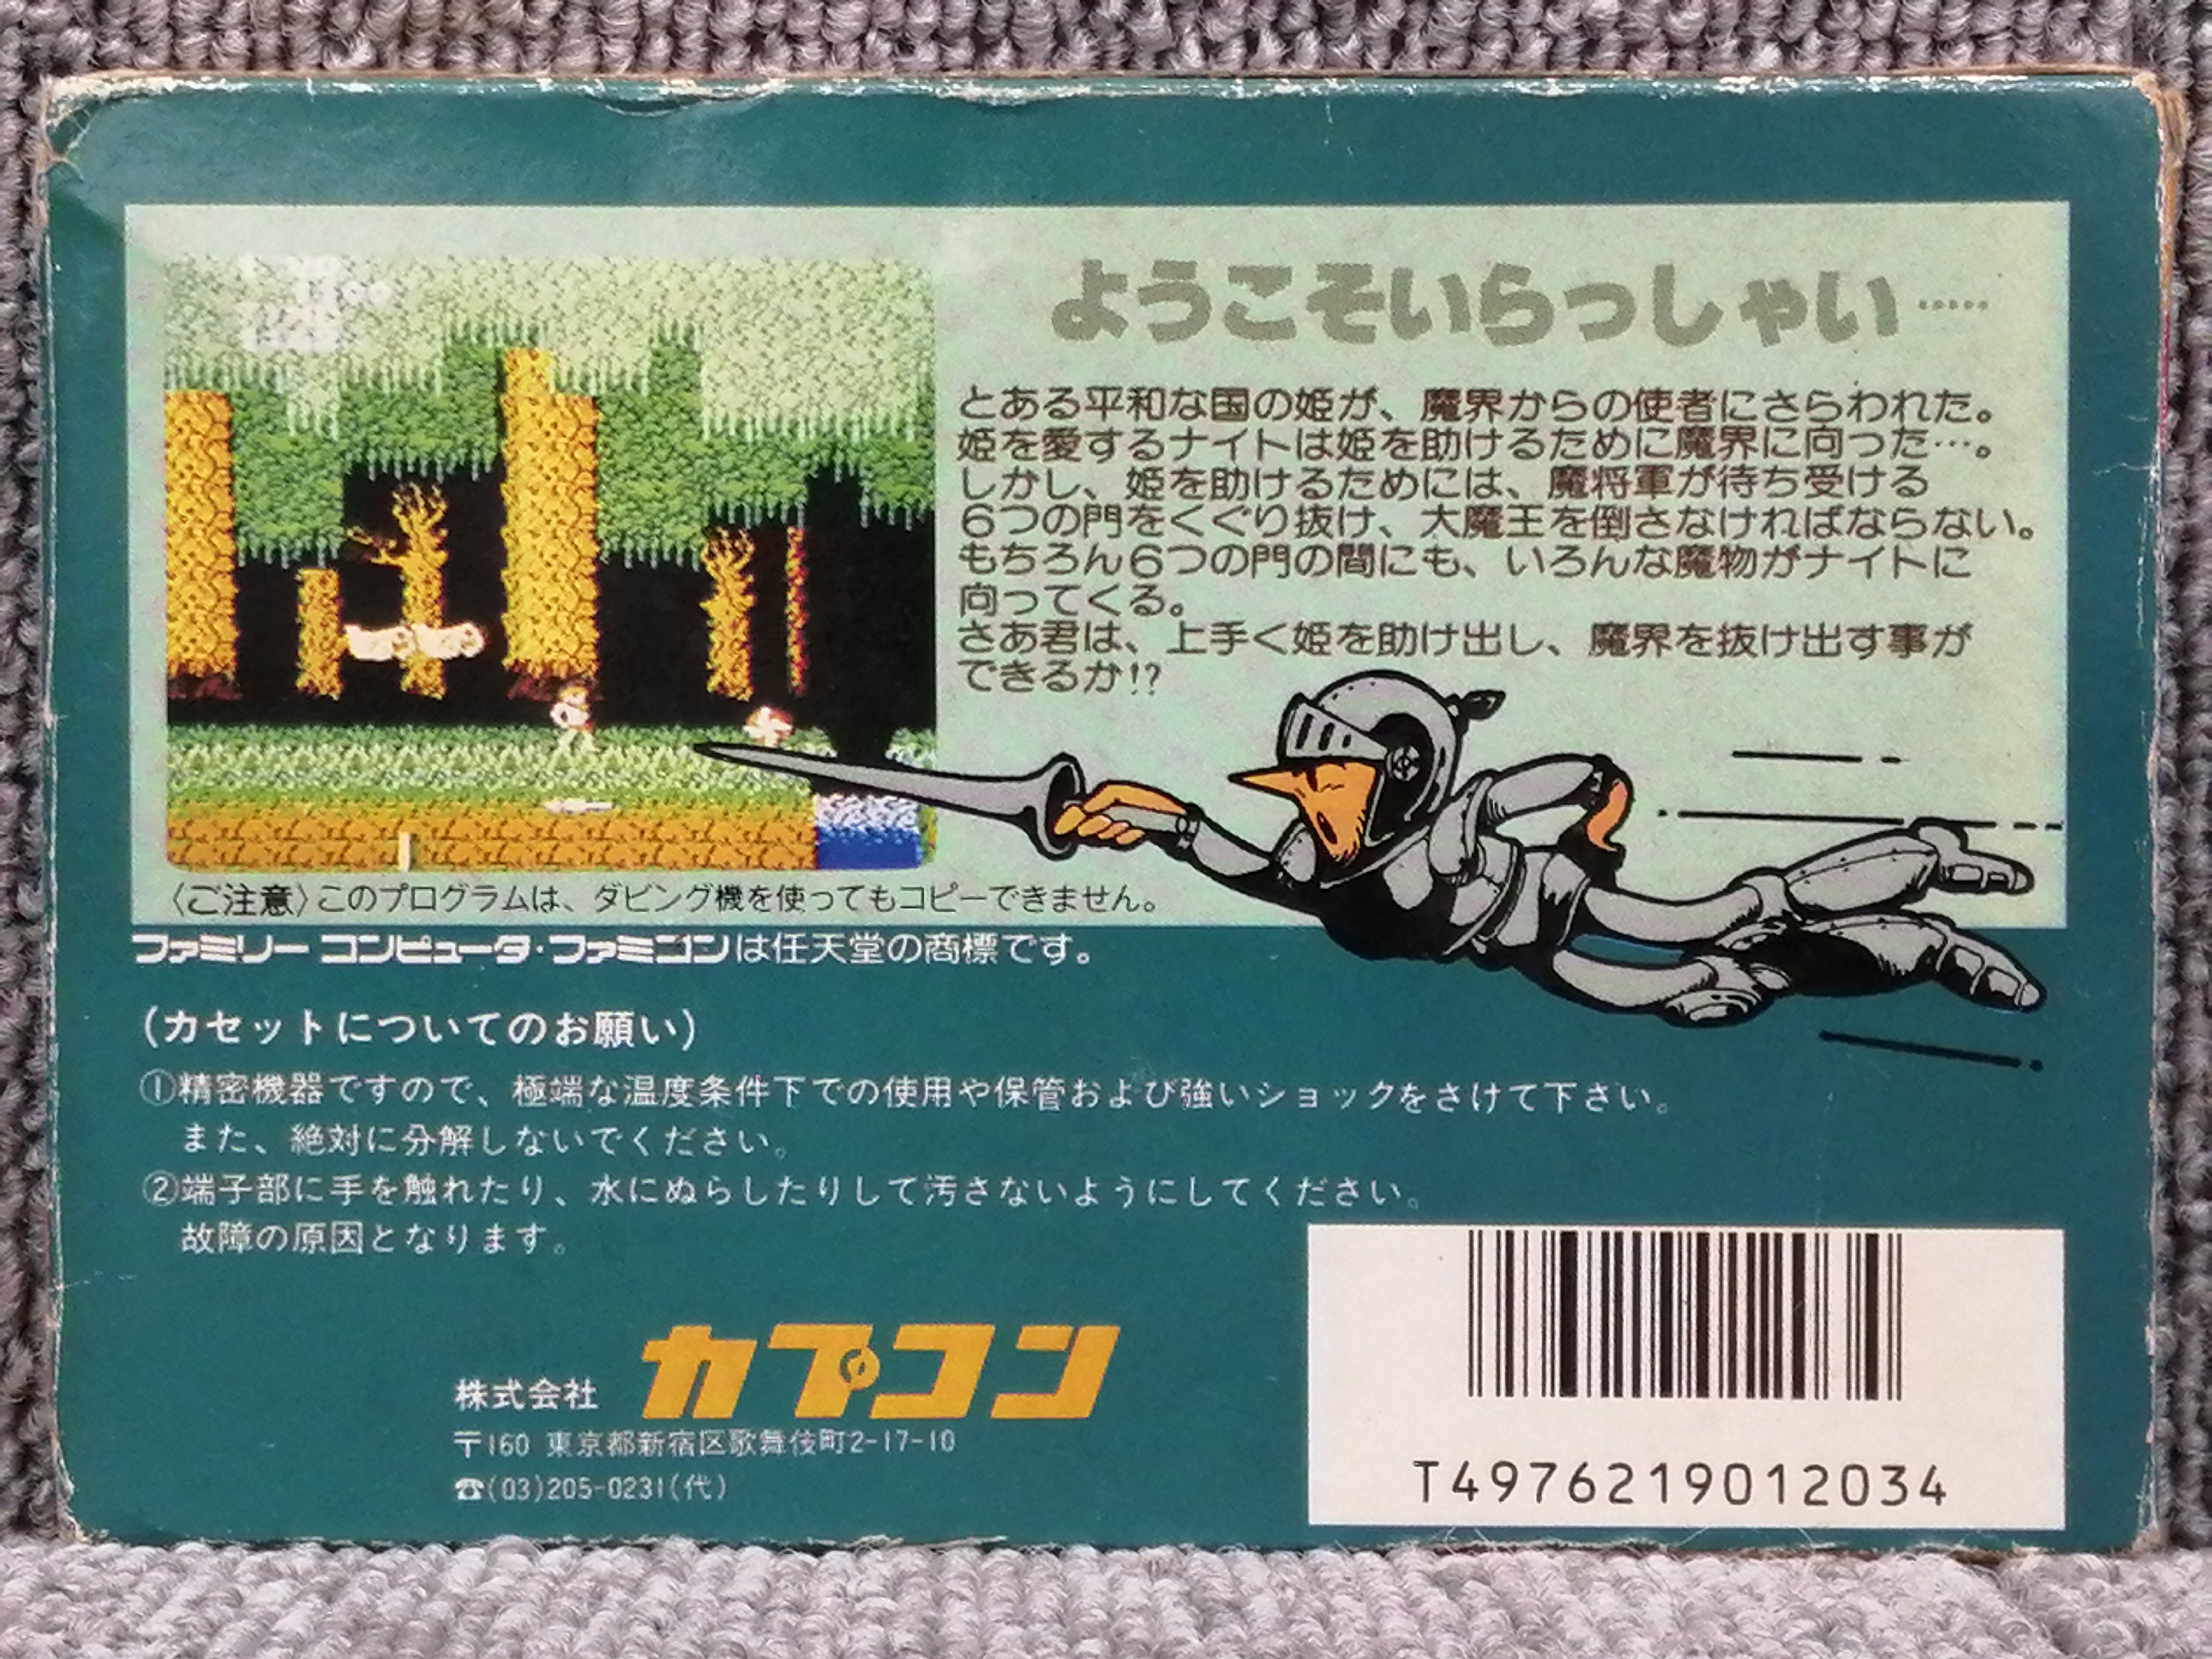 ようこそいらっしゃい……
とある平和な国の姫が、魔界からの使者にさらわれた。
姫を愛するナイトは姫を助けるために魔界に向った…。
しかし、姫を助けるためには、魔将軍が待ち受ける
6つの門をくぐり抜け、大魔王を倒さなければならない。
もちろん6つの門の間にも、いろんな魔物がナイトに
向ってくる。
さあ君は、上手く姫を助け出し、魔界を抜け出す事が
できるか!?
〈ご注意〉このプログラムは、ダビング機を使ってもコピーできません。
ファミリーコンピュータ・ファミコンは任天堂の商標です。
(カセットについてのお願い)
①精密機器ですので、極端な温度条件下での使用や保管および強いショックをさけて下さい。
また、絶対に分解しないでください。
②端子部に手を触れたり、水にぬらしたりして汚さないようにしてください。
故障の原因となります。
株式会社 カプコン
〒160 東京都新宿区歌舞伎町2-17-10
☎(03)205-0231(代)
T4976219012034